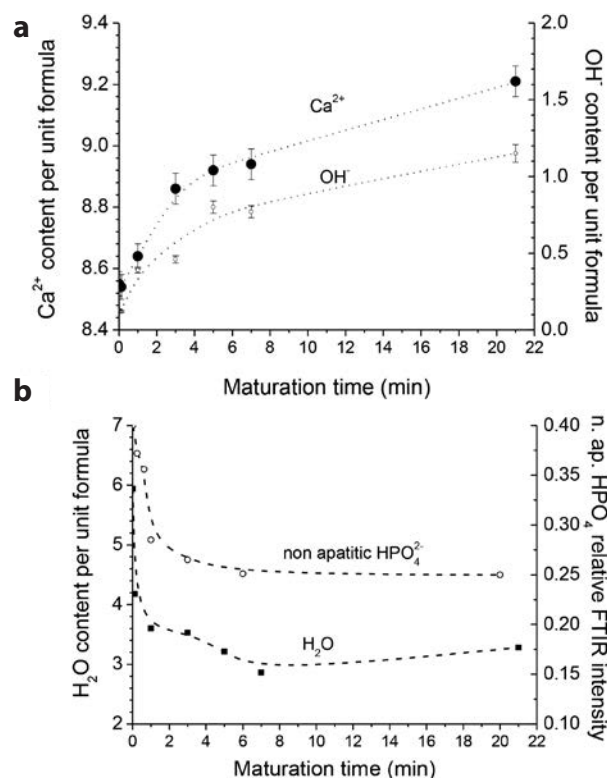 a
9.4
9.2
9.0
8.8
8.6
8.4
Ca²⁺ content per unit formula
2.0
1.5
1.0
0.5
0.0
OH⁻ content per unit formula
Ca²⁺
OH⁻
0 2 4 6 8 10 12 14 16 18 20 22
Maturation time (min)
b
7
6
5
4
3
2
H₂O content per unit formula
0.40
0.35
0.30
0.25
0.20
0.15
0.10
n. ap. HPO₄ relative FTIR intensity
non apatitic HPO₄²⁻
H₂O
0 2 4 6 8 10 12 14 16 18 20 22
Maturation time (min)